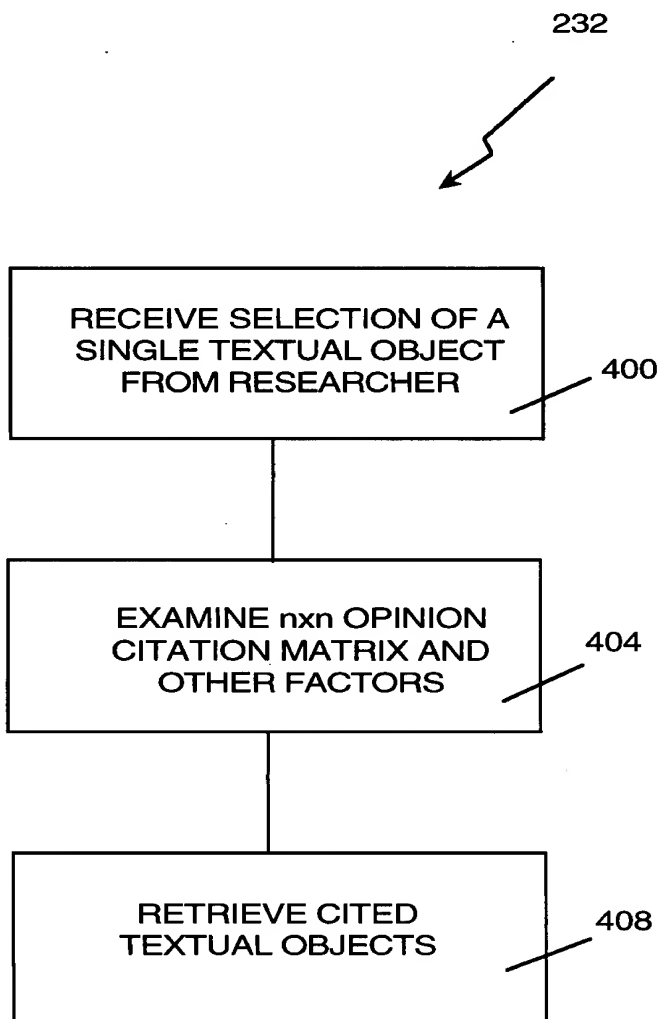 232
RECEIVE SELECTION OF A
SINGLE TEXTUAL OBJECT
FROM RESEARCHER
400
EXAMINE nxn OPINION
CITATION MATRIX AND
OTHER FACTORS
404
RETRIEVE CITED
TEXTUAL OBJECTS
408